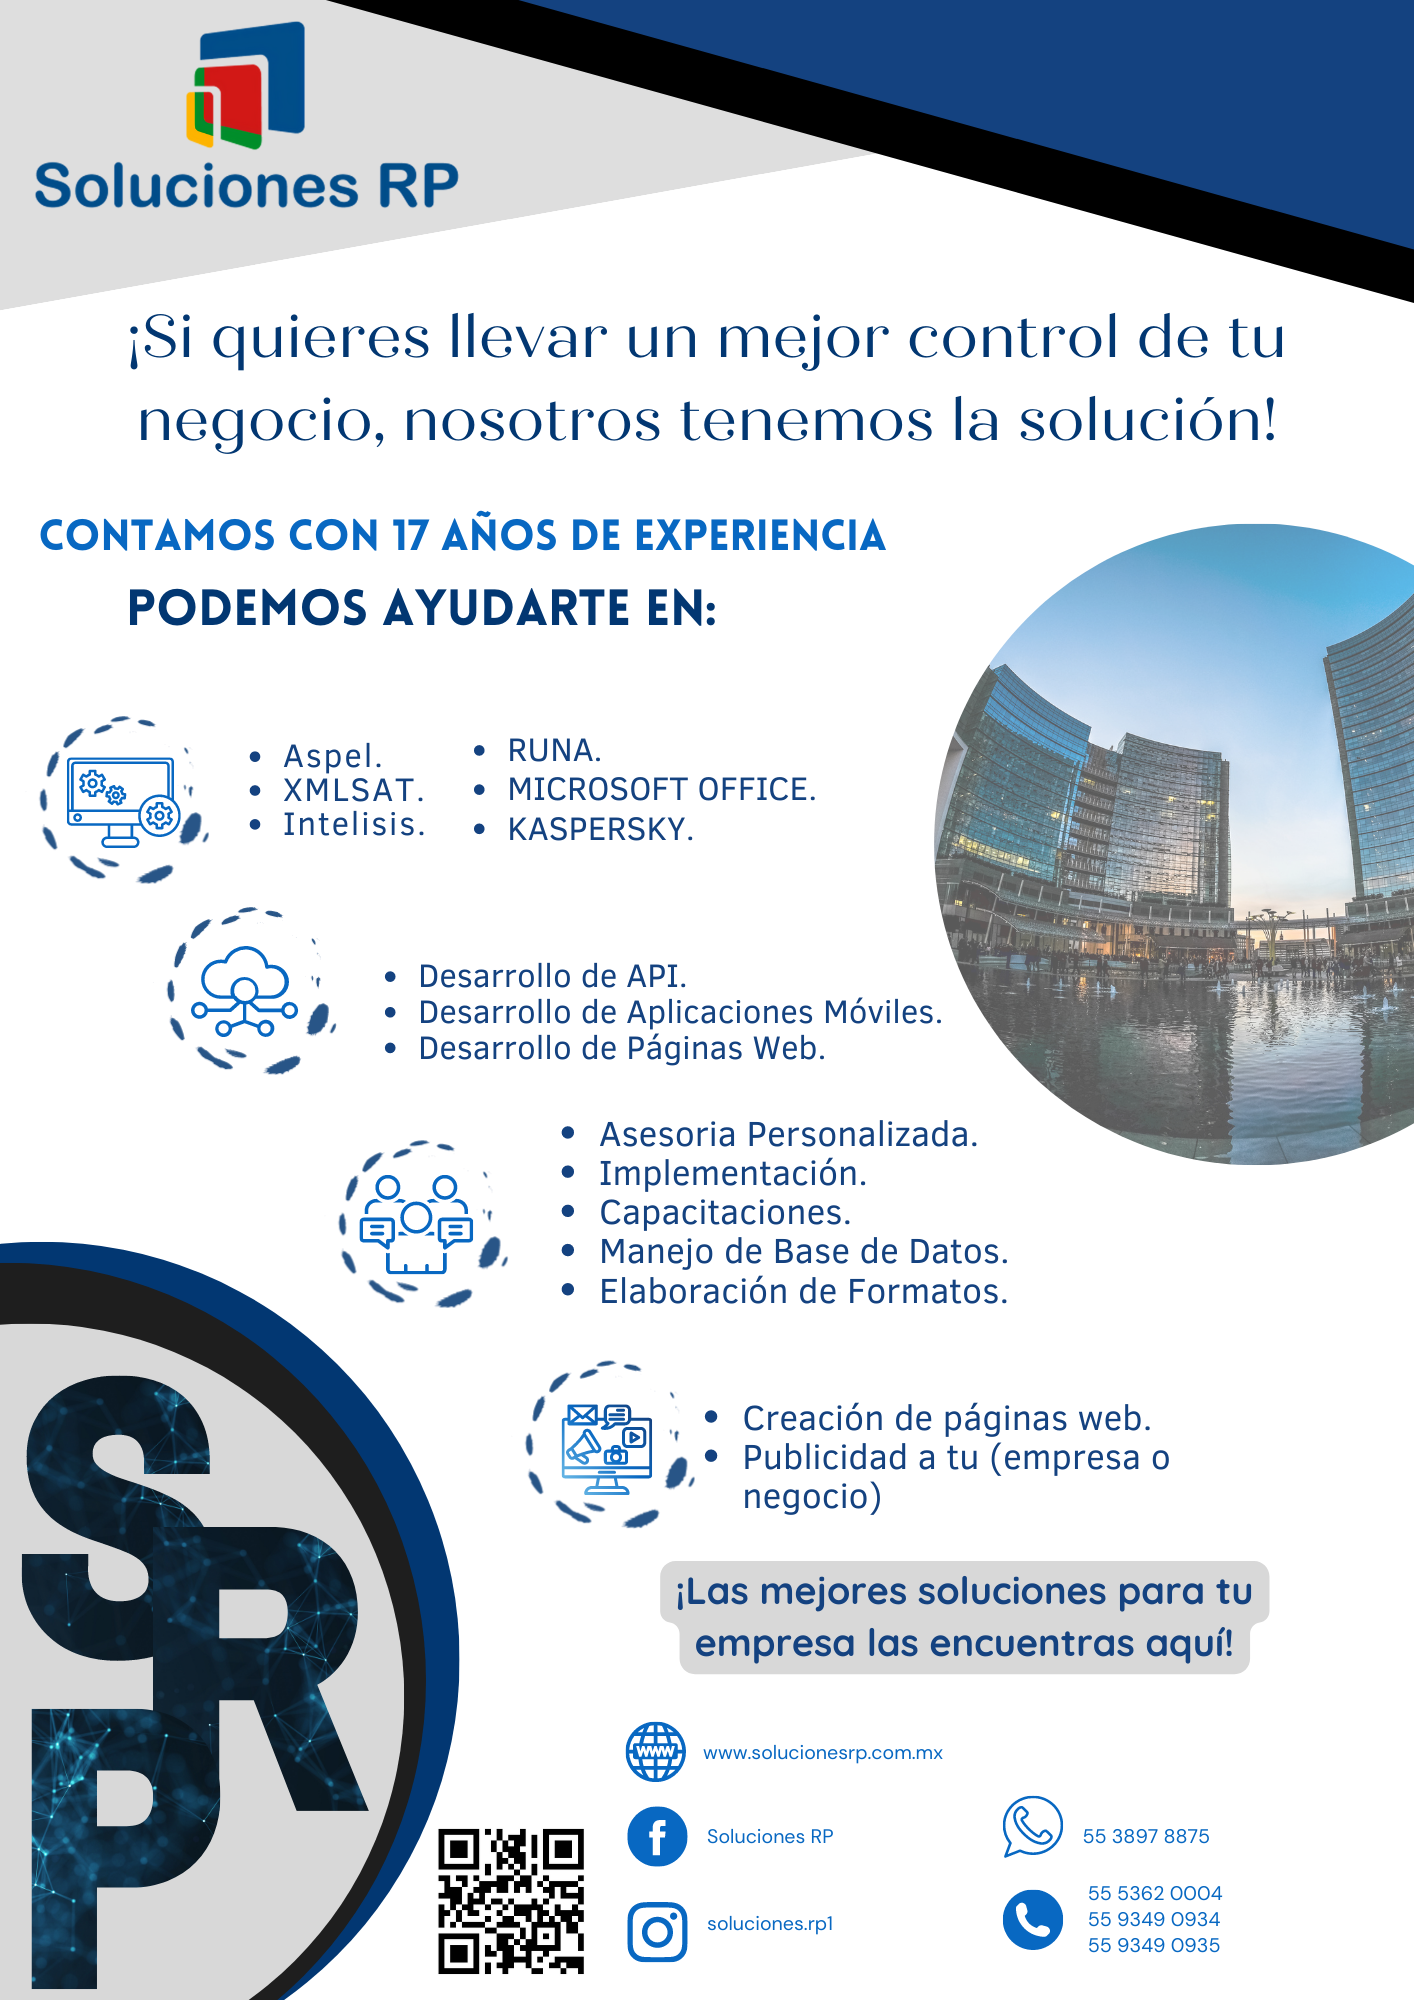 Soluciones RP
¡Si quieres llevar un mejor control de tu
negocio, nosotros tenemos la solución!
CONTAMOS CON 17 AÑOS DE EXPERIENCIA
PODEMOS AYUDARTE EN:
• Aspel.
• XMLSAT.
• Intelisis.
• RUNA.
• MICROSOFT OFFICE.
• KASPERSKY.
• Desarrollo de API.
• Desarrollo de Aplicaciones Móviles.
• Desarrollo de Páginas Web.
• Asesoria Personalizada.
• Implementación.
• Capacitaciones.
• Manejo de Base de Datos.
• Elaboración de Formatos.
• Creación de páginas web.
• Publicidad a tu (empresa o
negocio)
SRP
¡Las mejores soluciones para tu
empresa las encuentras aquí!
www
www.solucionesrp.com.mx
Soluciones RP
soluciones.rp1
55 3897 8875
55 5362 0004
55 9349 0934
55 9349 0935